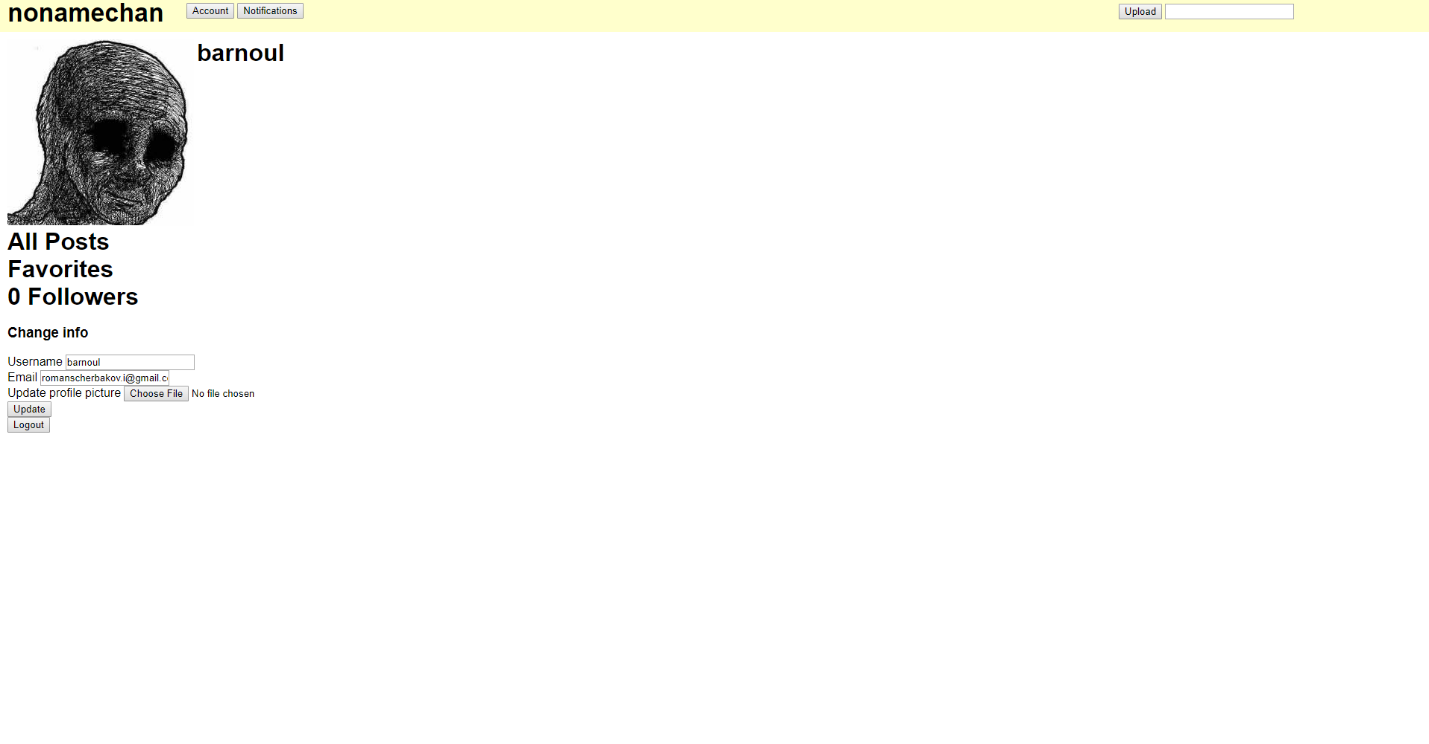 nonamechan Account Notifications Upload
barnoul
All Posts
Favorites
0 Followers
Change info
Username barnoul
Email romanscherbakov.i@gmail.c
Update profile picture Choose File No file chosen
Update
Logout